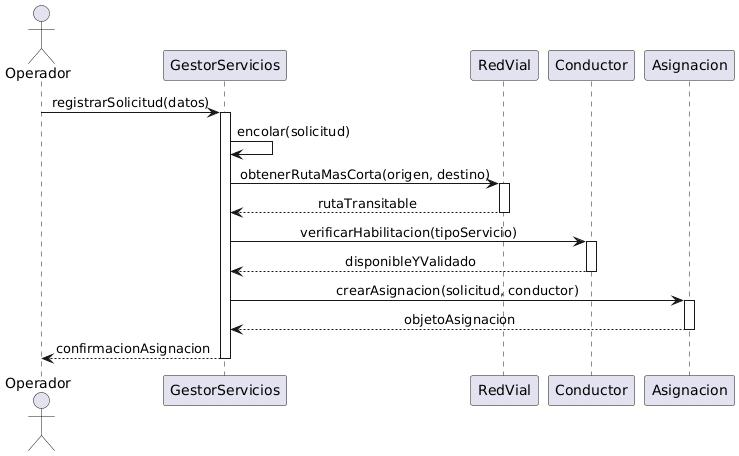 Operador
GestorServicios
RedVial
Conductor
Asignacion
registrarSolicitud(datos)
encolar(solicitud)
obtenerRutaMasCorta(origen, destino)
rutaTransitable
verificarHabilitacion(tipoServicio)
disponibleYValidado
crearAsignacion(solicitud, conductor)
objetoAsignacion
confirmacionAsignacion
Operador
GestorServicios
RedVial
Conductor
Asignacion